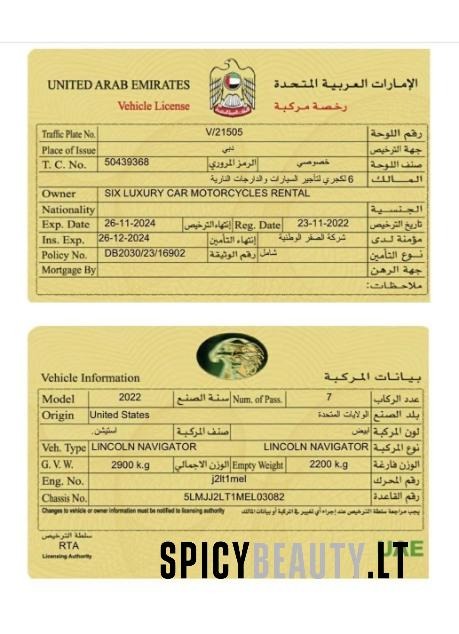 UNITED ARAB EMIRATES الإمارات العربية المتحدة
Vehicle License رخصة مركبة
Traffic Plate No. V/21505 رقم اللوحة
Place of Issue دبي جهة الترخيص
T. C. No. 50439368 الرمز المروري خصوصي صنف اللوحة
6 لكجري لتأجير السيارات والدراجات النارية المـــالك
Owner SIX LUXURY CAR MOTORCYCLES RENTAL
Nationality الجنسية
Exp. Date 26-11-2024 إنتهاء الترخيص Reg. Date 23-11-2022 تاريخ الترخيص
Ins. Exp. 26-12-2024 إنتهاء التأمين شركة الصقر الوطنية مؤمنة لدى
Policy No. DB2030/23/16902 رقم الوثيقة شامل نوع التأمين
Mortgage By جهة الرهن
ملاحظات:
Vehicle Information بيانات المركبة
Model 2022 سنة الصنع Num. of Pass. 7 عدد الركاب
Origin United States الولايات المتحدة بلد الصنع
استيشن. صنف المركبة ابيض لون المركبة
Veh. Type LINCOLN NAVIGATOR LINCOLN NAVIGATOR نوع المركبة
G. V. W. 2900 k.g الوزن الاجمالي Empty Weight 2200 k.g الوزن فارغة
Eng. No. j2lt1mel رقم المحرك
Chassis No. 5LMJJ2LT1MEL03082 رقم القاعدة
Changes to vehicle or owner information must be notified to licensing authority يجب مراجعة سلطة الترخيص عند إجراء أي تغيير في المركبة أو بيانات المالك
سلطة الترخيص
RTA
Licensing Authority
UAE
SPICYBEAUTY.LT